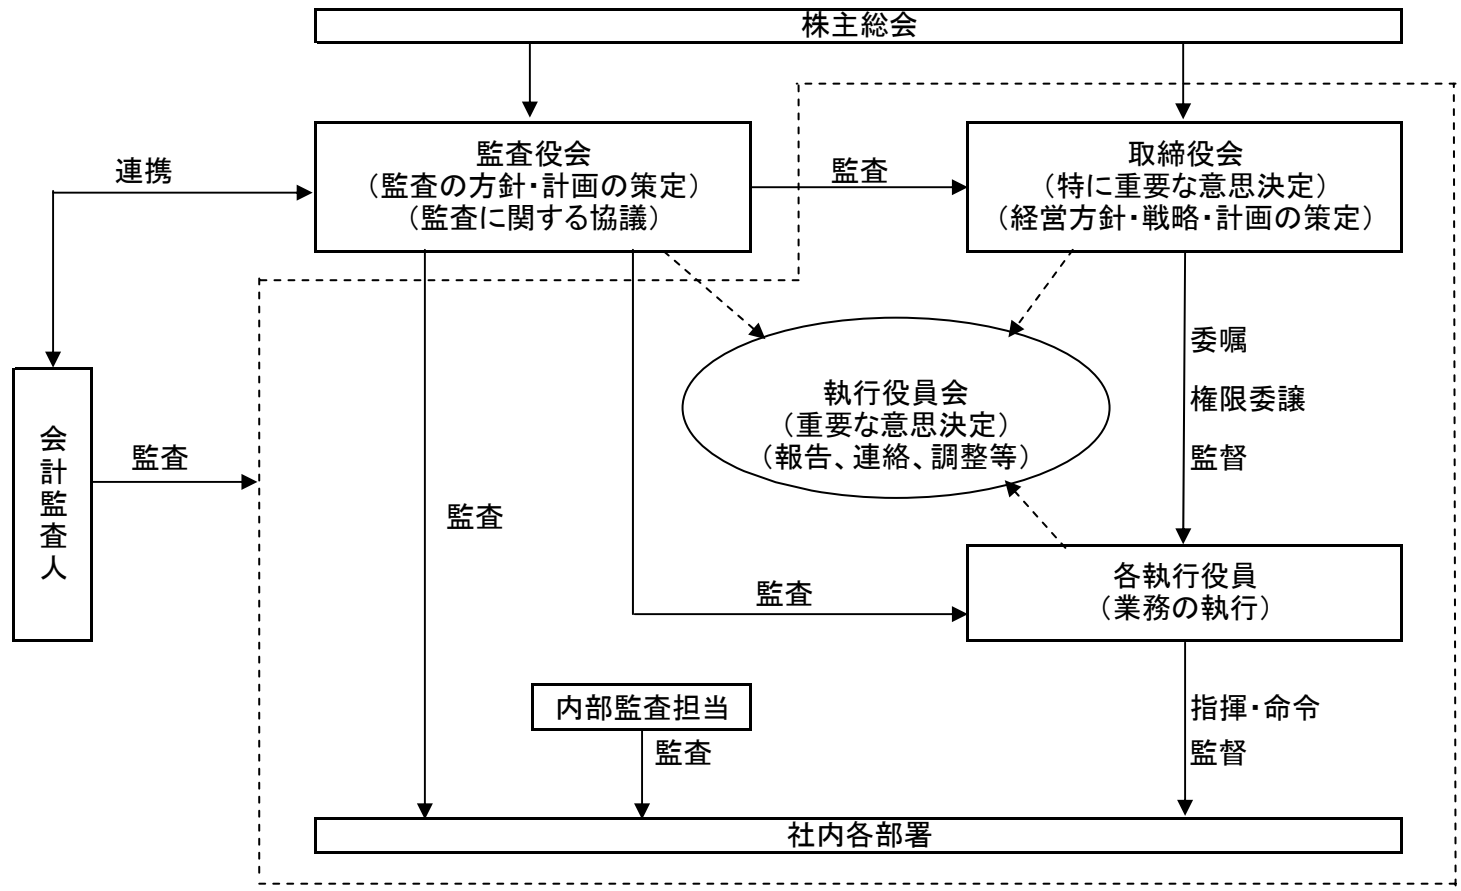 株主総会
監査役会
（監査の方針・計画の策定）
（監査に関する協議）
連携
監査
取締役会
（特に重要な意思決定）
（経営方針・戦略・計画の策定）
委嘱
権限委譲
監督
執行役員会
（重要な意思決定）
（報告、連絡、調整等）
会計監査人
監査
監査
監査
各執行役員
（業務の執行）
内部監査担当
監査
指揮・命令
監督
社内各部署